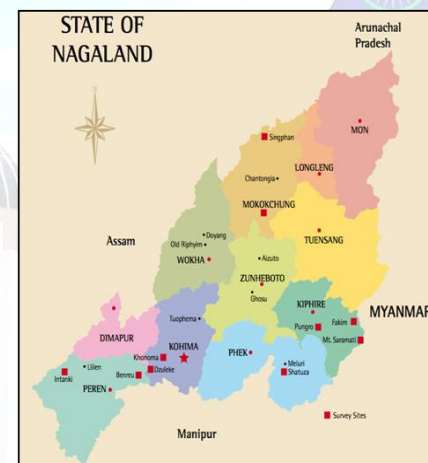 STATE OF
NAGALAND
Arunachal
Pradesh
MON
Singphan
LONGLENG
Chantongia
MOKOKCHUNG
TUENSANG
Doyang
Old Riphyim
Assam
WOKHA
Aizuto
ZUNHEBOTO
Ghosu
KIPHIRE
MYANMAR
Fakim
Pungro
Mt. Saramati
Tuophema
DIMAPUR
KOHIMA
Khonoma
PHEK
Dzuleke
Meluri
Shatuza
Lilen
Intanki
Benreu
PEREN
Survey Sites
Manipur